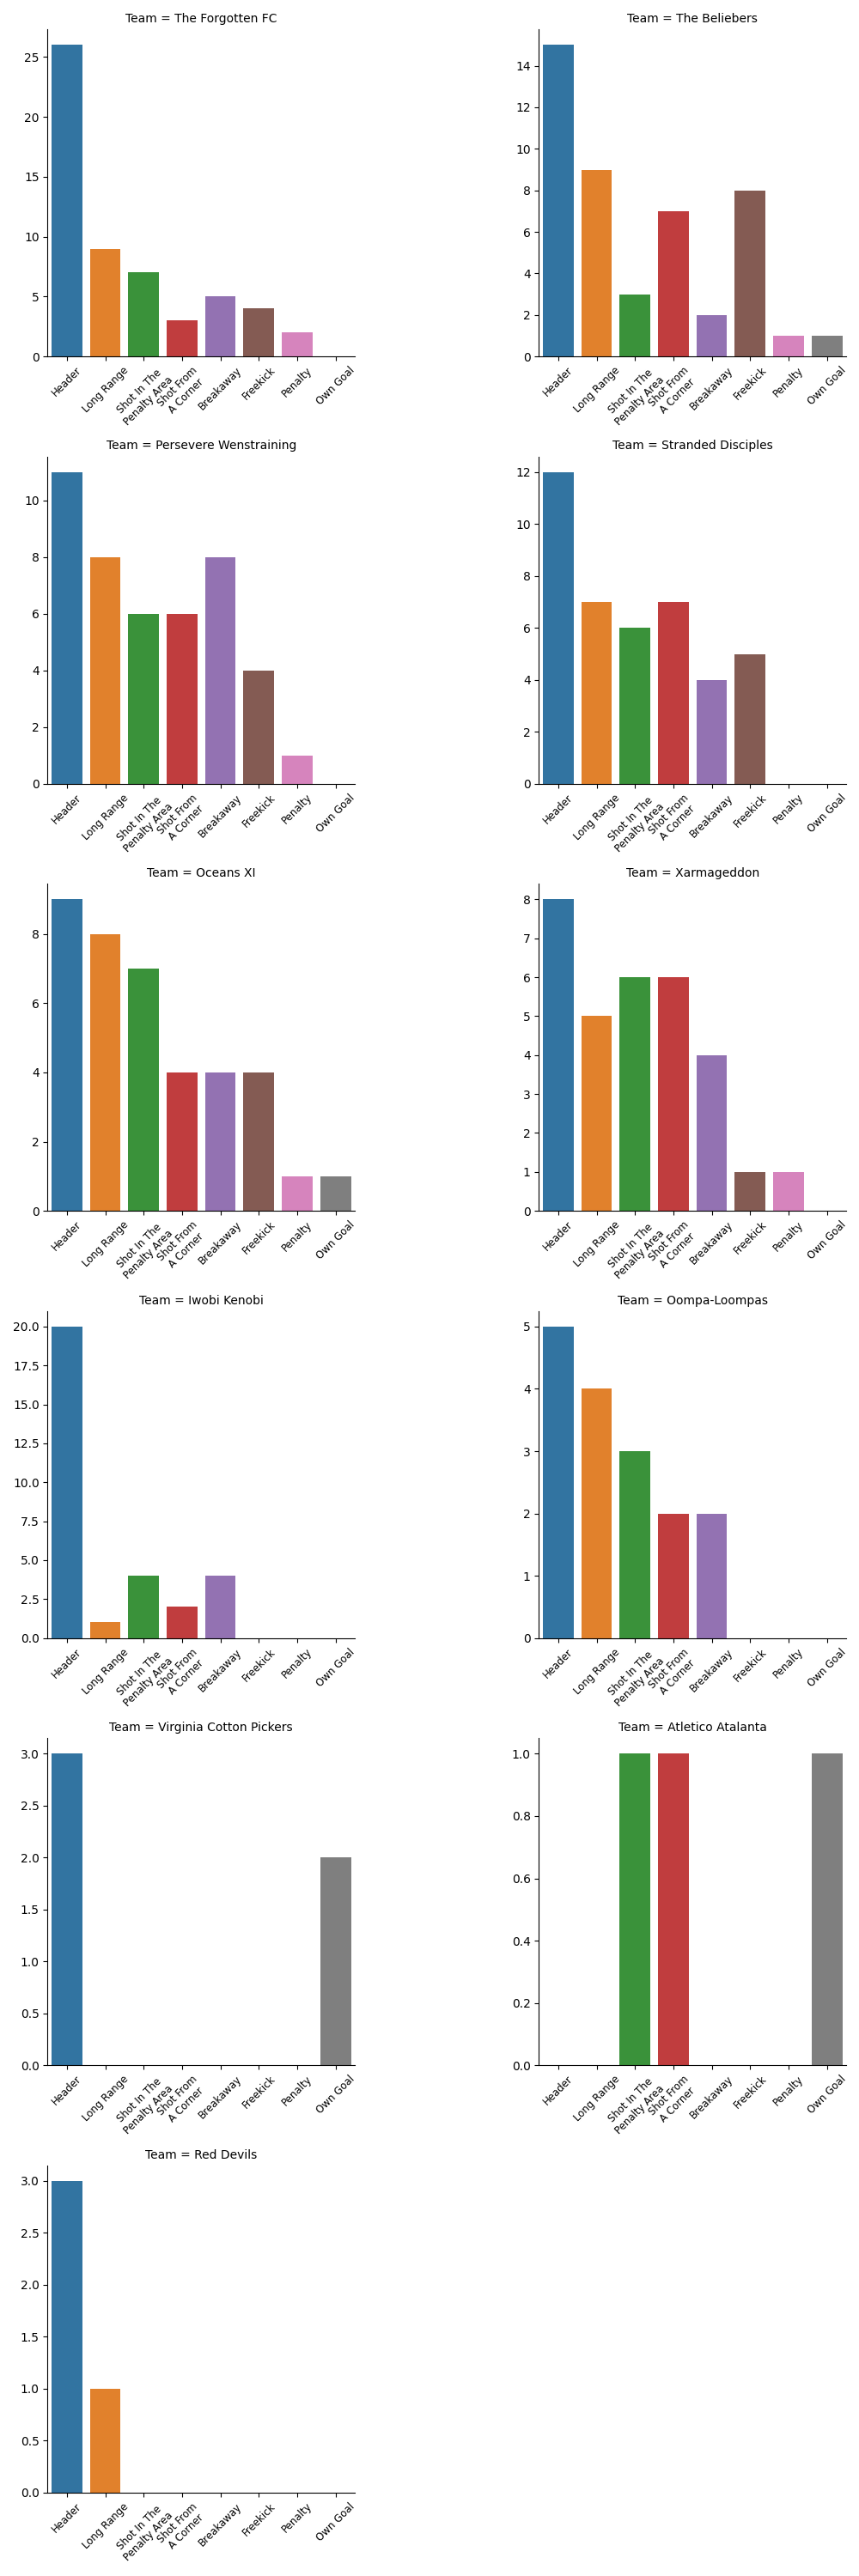 Team = The Forgotten FC
25
20
15
10
5
0
Header
Long Range
Shot In The
Penalty Area
Shot From
A Corner
Breakaway
Freekick
Penalty
Own Goal
Team = The Beliebers
14
12
10
8
6
4
2
0
Header
Long Range
Shot In The
Penalty Area
Shot From
A Corner
Breakaway
Freekick
Penalty
Own Goal
Team = Persevere Wenstraining
10
8
6
4
2
0
Header
Long Range
Shot In The
Penalty Area
Shot From
A Corner
Breakaway
Freekick
Penalty
Own Goal
Team = Stranded Disciples
12
10
8
6
4
2
0
Header
Long Range
Shot In The
Penalty Area
Shot From
A Corner
Breakaway
Freekick
Penalty
Own Goal
Team = Oceans XI
8
6
4
2
0
Header
Long Range
Shot In The
Penalty Area
Shot From
A Corner
Breakaway
Freekick
Penalty
Own Goal
Team = Xarmageddon
8
7
6
5
4
3
2
1
0
Header
Long Range
Shot In The
Penalty Area
Shot From
A Corner
Breakaway
Freekick
Penalty
Own Goal
Team = Iwobi Kenobi
20.0
17.5
15.0
12.5
10.0
7.5
5.0
2.5
0.0
Header
Long Range
Shot In The
Penalty Area
Shot From
A Corner
Breakaway
Freekick
Penalty
Own Goal
Team = Oompa-Loompas
5
4
3
2
1
0
Header
Long Range
Shot In The
Penalty Area
Shot From
A Corner
Breakaway
Freekick
Penalty
Own Goal
Team = Virginia Cotton Pickers
3.0
2.5
2.0
1.5
1.0
0.5
0.0
Header
Long Range
Shot In The
Penalty Area
Shot From
A Corner
Breakaway
Freekick
Penalty
Own Goal
Team = Atletico Atalanta
1.0
0.8
0.6
0.4
0.2
0.0
Header
Long Range
Shot In The
Penalty Area
Shot From
A Corner
Breakaway
Freekick
Penalty
Own Goal
Team = Red Devils
3.0
2.5
2.0
1.5
1.0
0.5
0.0
Header
Long Range
Shot In The
Penalty Area
Shot From
A Corner
Breakaway
Freekick
Penalty
Own Goal